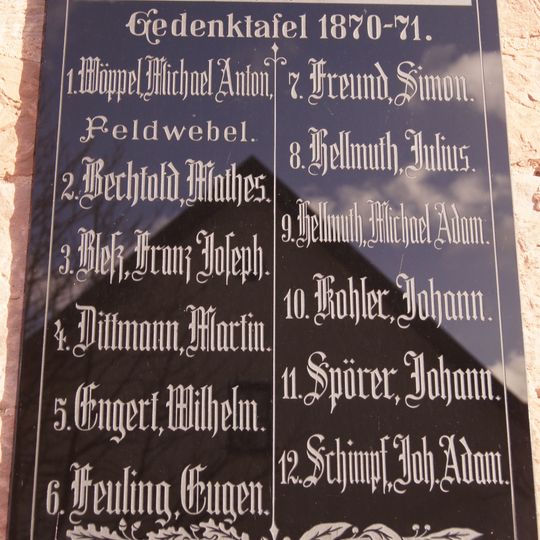 Gedenktafel 1870-71.
1. Wöppel, Michael Anton,
Feldwebel.
2. Bechtold, Mathes.
3. Bleß, Franz Joseph.
4. Dittmann, Martin.
5. Engert, Wilhelm.
6. Feuling, Eugen.
7. Freund, Simon.
8. Hellmuth, Julius.
9. Hellmuth, Michael Adam.
10. Kohler, Johann.
11. Spörer, Johann.
12. Schimpf, Joh. Adam.